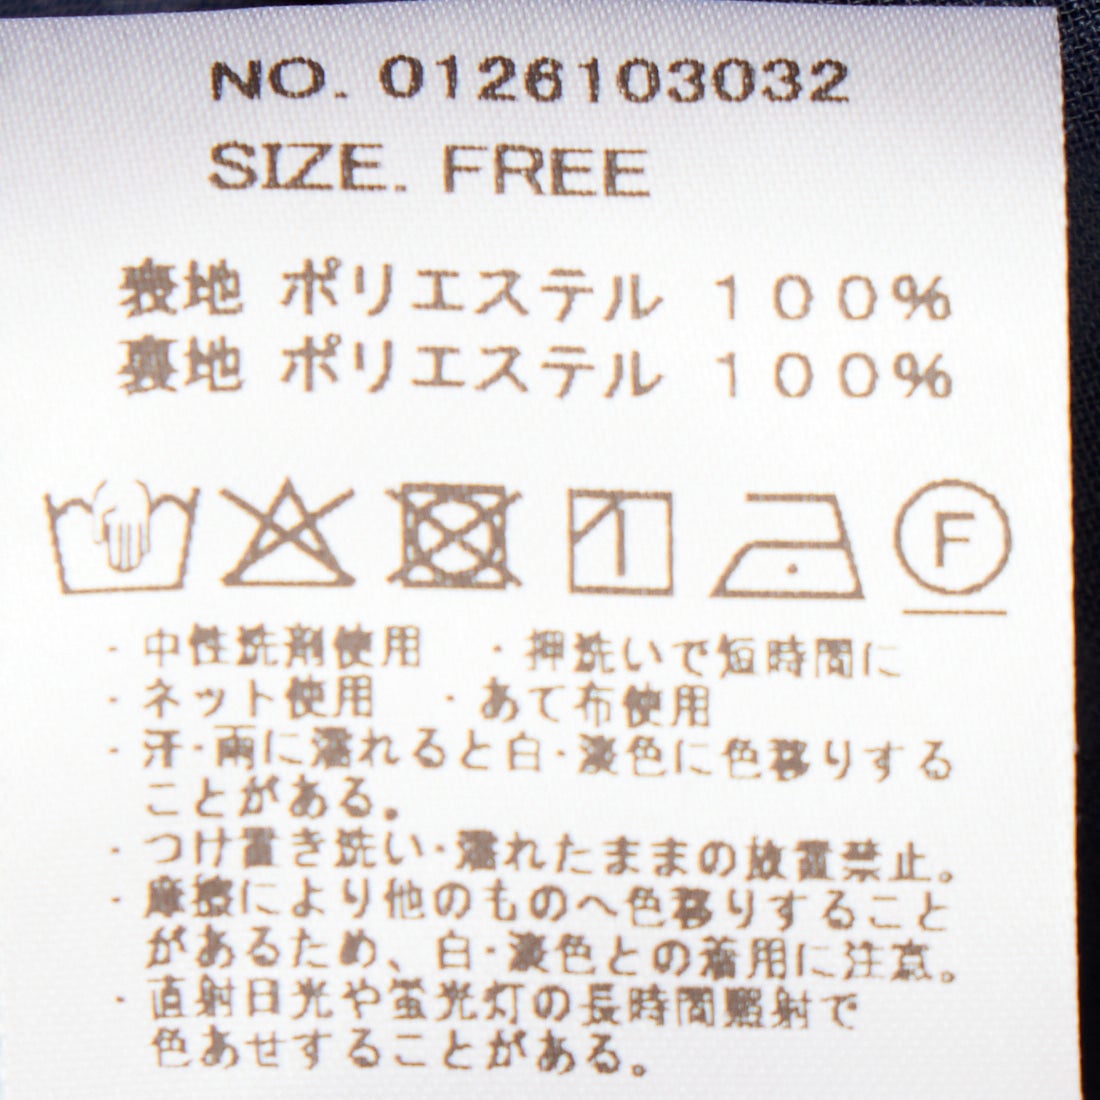 NO. 0126103032
SIZE. FREE
表地 ポリエステル 100%
裏地 ポリエステル 100%
F
・中性洗剤使用 ・押洗いで短時間に
・ネット使用 ・あて布使用
・汗・雨に濡れると白・淡色に色移りする
ことがある。
・つけ置き洗い・濡れたままの放置禁止。
・摩擦により他のものへ色移りすること
があるため、白・淡色との着用に注意。
・直射日光や蛍光灯の長時間照射で
色あせすることがある。